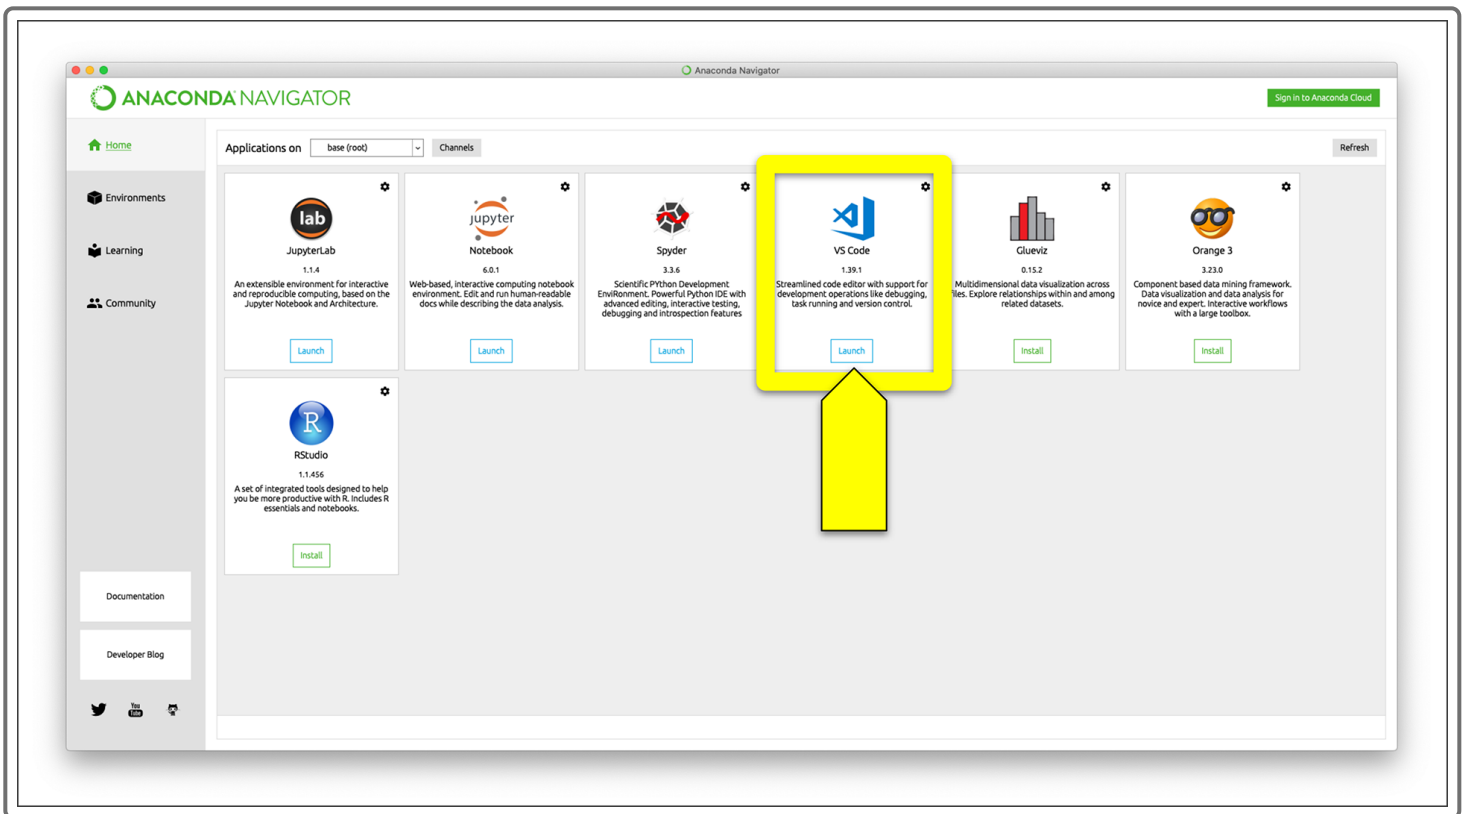 Anaconda Navigator
ANACONDA NAVIGATOR
Sign in to Anaconda Cloud
Home
Environments
Learning
Community
Documentation
Developer Blog
You
Tube
Applications on
base (root)
Channels
Refresh
lab
JupyterLab
1.1.4
An extensible environment for interactive
and reproducible computing, based on the
Jupyter Notebook and Architecture.
Launch
jupyter
Notebook
6.0.1
Web-based, interactive computing notebook
environment. Edit and run human-readable
docs while describing the data analysis.
Launch
Spyder
3.3.6
Scientific PYthon Development
EnviRonment. Powerful Python IDE with
advanced editing, interactive testing,
debugging and introspection features
Launch
VS Code
1.39.1
Streamlined code editor with support for
development operations like debugging,
task running and version control.
Launch
Glueviz
0.15.2
Multidimensional data visualization across
files. Explore relationships within and among
related datasets.
Install
Orange 3
3.23.0
Component based data mining framework.
Data visualization and data analysis for
novice and expert. Interactive workflows
with a large toolbox.
Install
R
RStudio
1.1.456
A set of integrated tools designed to help
you be more productive with R. Includes R
essentials and notebooks.
Install